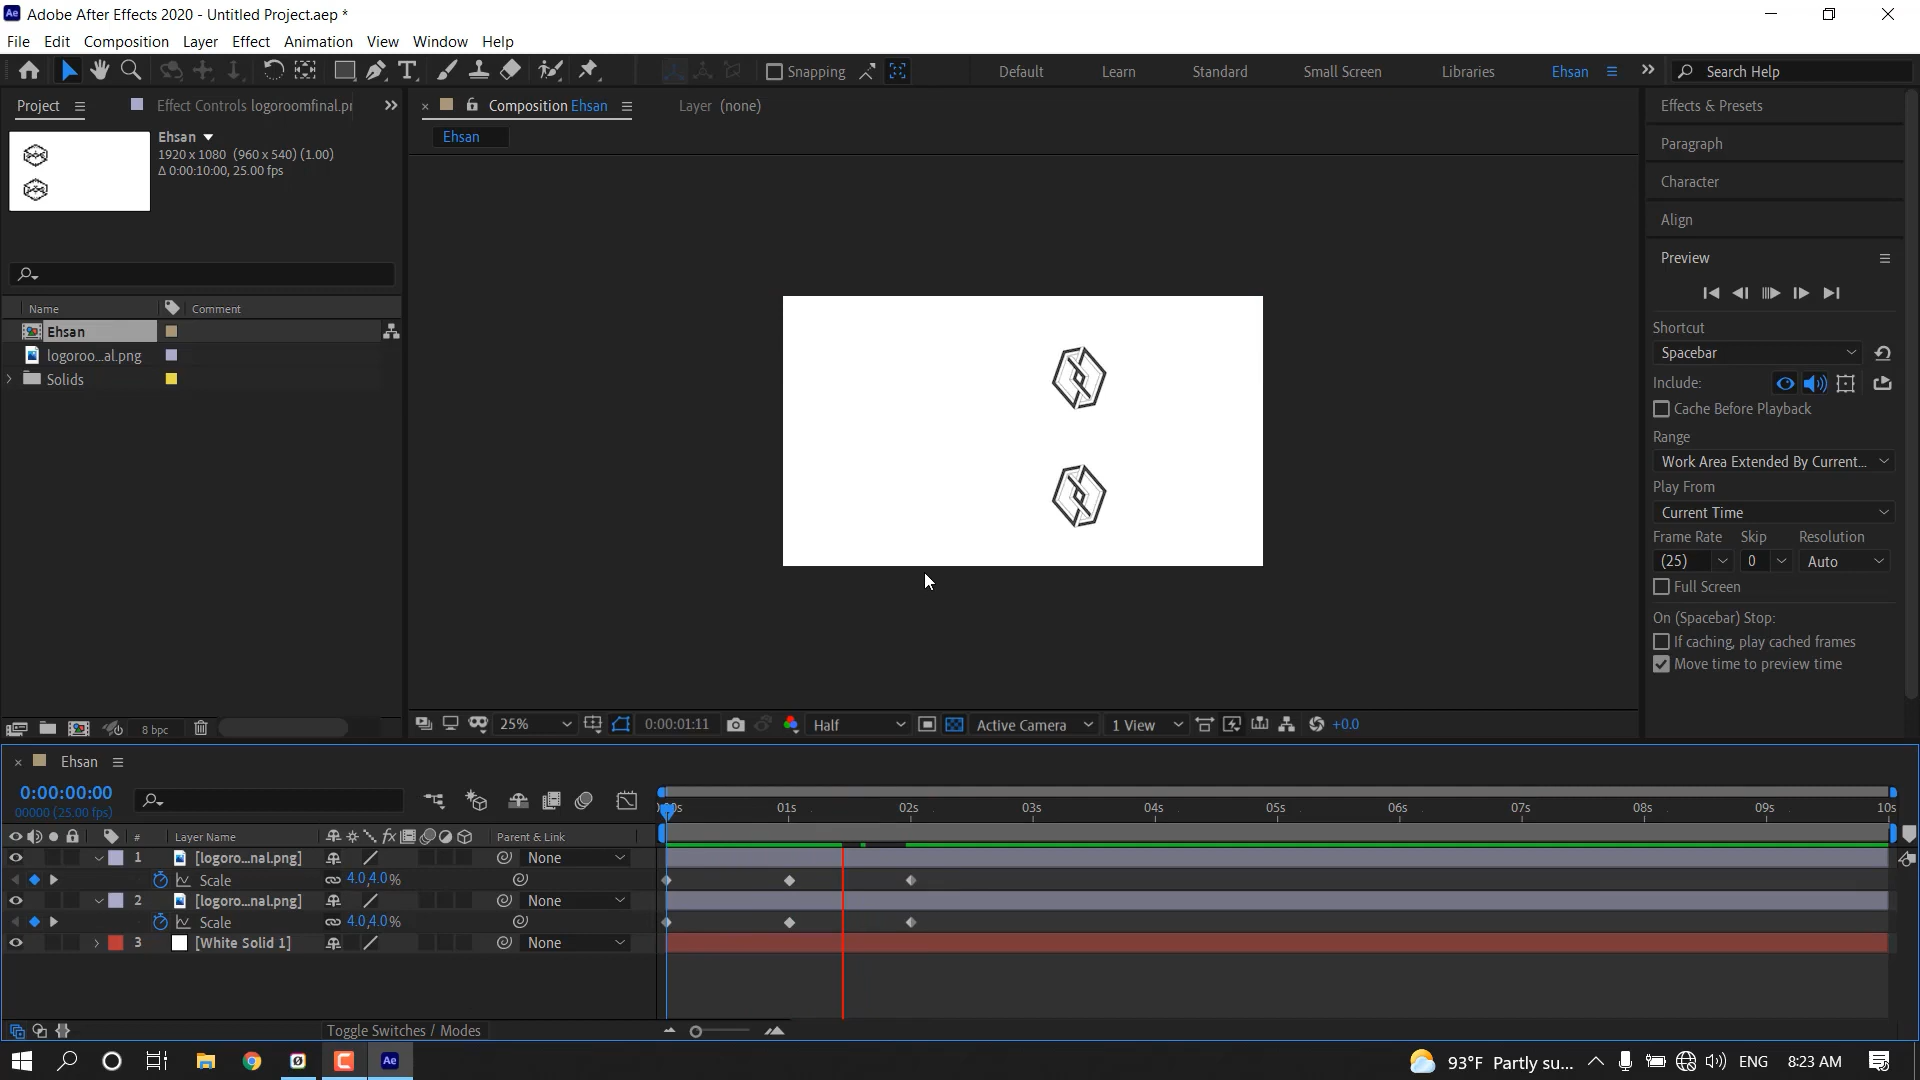 Adobe After Effects 2020 - Untitled Project.aep *
File Edit Composition Layer Effect Animation View Window Help
Snapping Default Learn Standard Small Screen Libraries Ehsan Search Help
Project Effect Controls logoroomfinal.pr
Composition Ehsan Layer (none)
Ehsan
Ehsan
1920 x 1080 (960 x 540) (1.00)
Δ 0:00:10:00, 25.00 fps
Name Comment
Ehsan
logoroo...al.png
Solids
8 bpc
25% 0:00:01:11 Half Active Camera 1 View +0.0
Effects & Presets
Paragraph
Character
Align
Preview
Shortcut
Spacebar
Include:
Cache Before Playback
Range
Work Area Extended By Current...
Play From
Current Time
Frame Rate Skip Resolution
(25) 0 Auto
Full Screen
On (Spacebar) Stop:
If caching, play cached frames
Move time to preview time
Ehsan
0:00:00:00
00000 (25.00 fps)
01s 02s 03s 04s 05s 06s 07s 08s 09s 10s
# Layer Name Parent & Link
1 [logoro...nal.png] None
Scale 4.0,4.0%
2 [logoro...nal.png] None
Scale 4.0,4.0%
3 [White Solid 1] None
Toggle Switches / Modes
93°F Partly su... ENG 8:23 AM